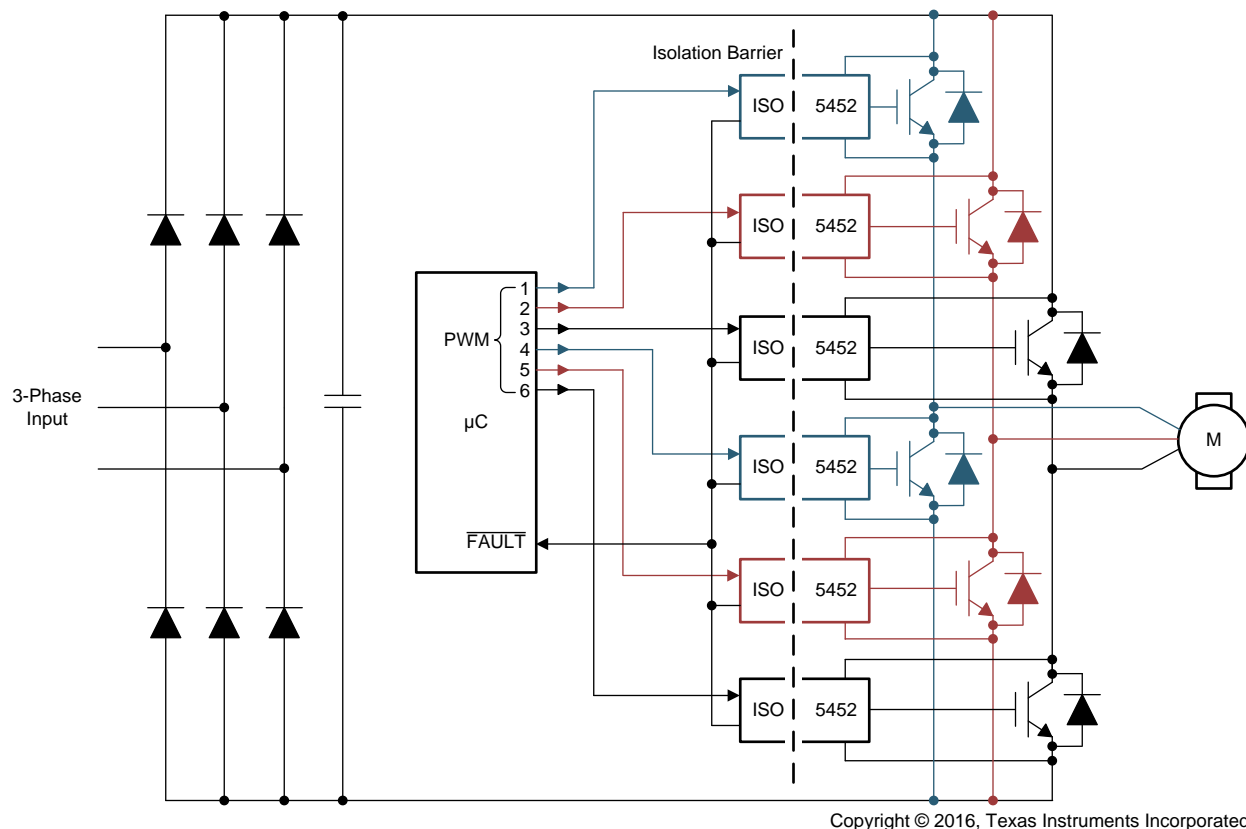 Isolation Barrier
ISO 5452
ISO 5452
1
2
3
4
5
6
PWM
µC
FAULT
3-Phase
Input
ISO 5452
ISO 5452
ISO 5452
ISO 5452
M
Copyright © 2016, Texas Instruments Incorporated